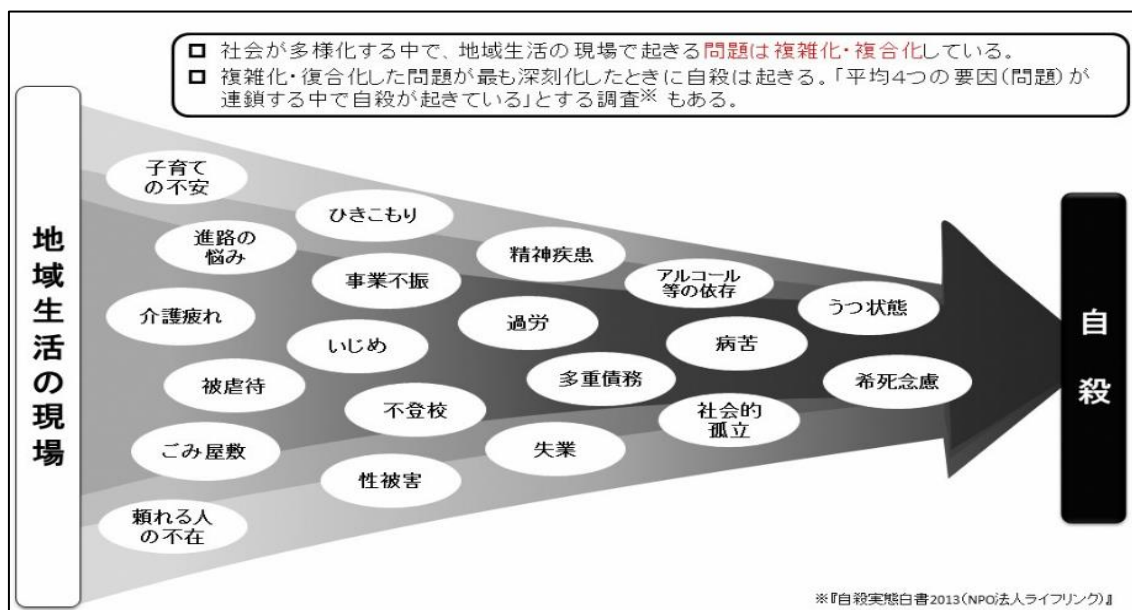 □ 社会が多様化する中で、地域生活の現場で起きる問題は複雑化・複合化している。
□ 複雑化・復合化した問題が最も深刻化したときに自殺は起きる。「平均4つの要因(問題)が
連鎖する中で自殺が起きている」とする調査※ もある。
地域生活の現場
子育て
の不安
進路の
悩み
介護疲れ
被虐待
ごみ屋敷
頼れる人
の不在
ひきこもり
事業不振
いじめ
不登校
性被害
精神疾患
過労
多重債務
失業
アルコール
等の依存
病苦
社会的
孤立
うつ状態
希死念慮
自殺
※『自殺実態白書2013(NPO法人ライフリンク)』